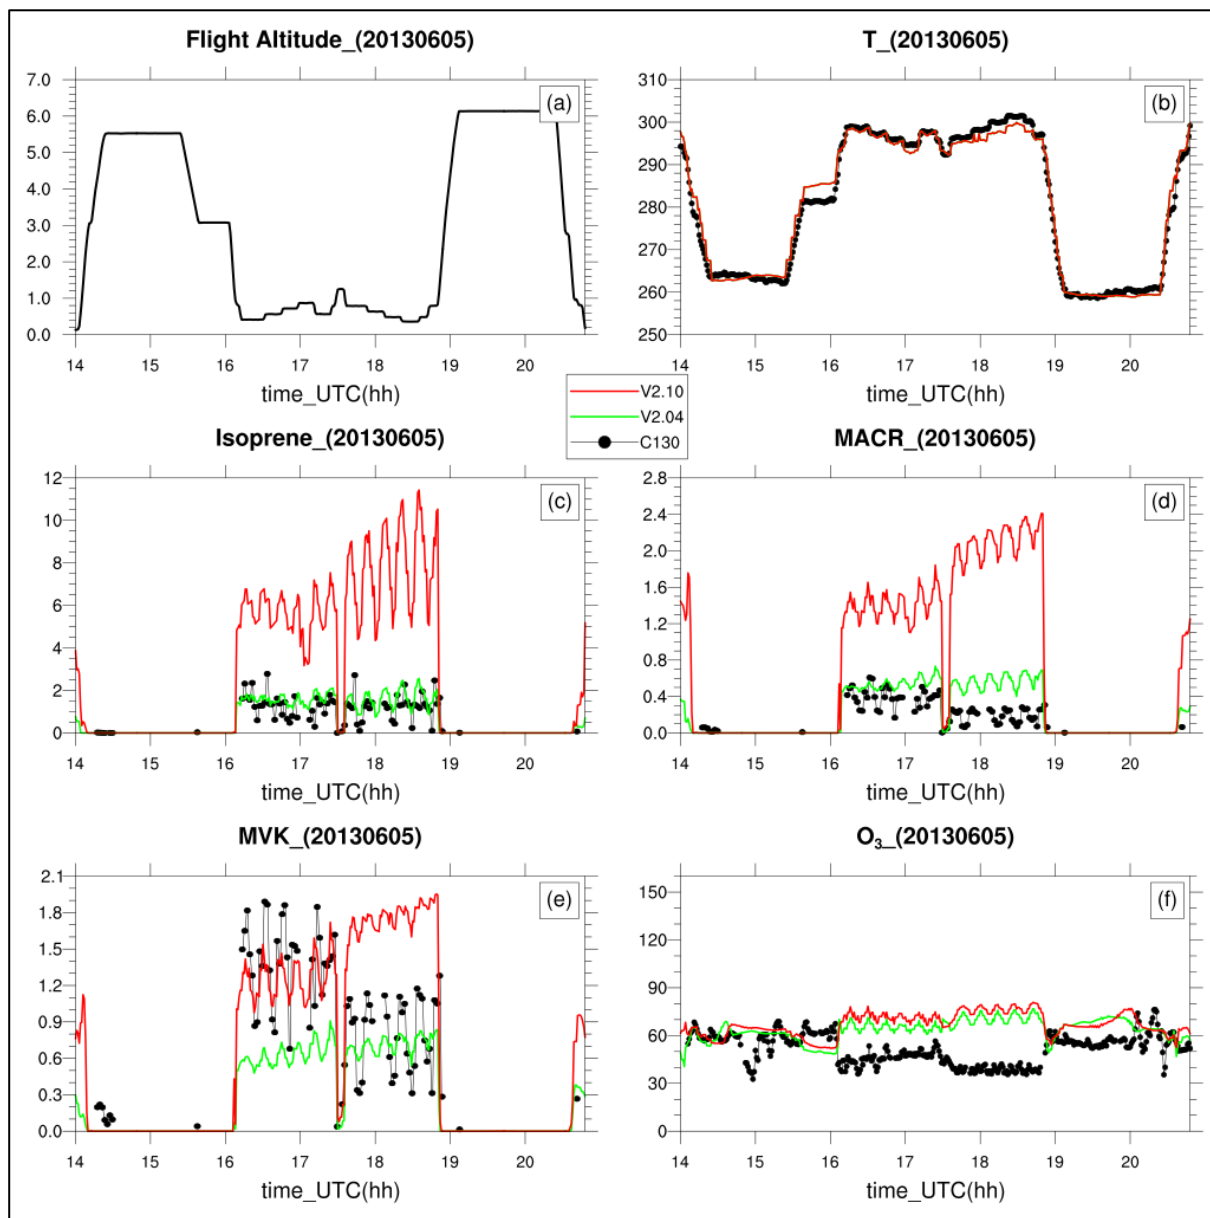 Flight Altitude_(20130605)
7.0
6.0
5.0
4.0
3.0
2.0
1.0
0.0
(a)
14 15 16 17 18 19 20
time_UTC(hh)
T_(20130605)
310
300
290
280
270
260
250
(b)
14 15 16 17 18 19 20
time_UTC(hh)
V2.10
V2.04
C130
Isoprene_(20130605)
12
10
8
6
4
2
0
(c)
14 15 16 17 18 19 20
time_UTC(hh)
MACR_(20130605)
2.8
2.4
2.0
1.6
1.2
0.8
0.4
0.0
(d)
14 15 16 17 18 19 20
time_UTC(hh)
MVK_(20130605)
2.1
1.8
1.5
1.2
0.9
0.6
0.3
0.0
(e)
14 15 16 17 18 19 20
time_UTC(hh)
O₃_(20130605)
150
120
90
60
30
0
(f)
14 15 16 17 18 19 20
time_UTC(hh)